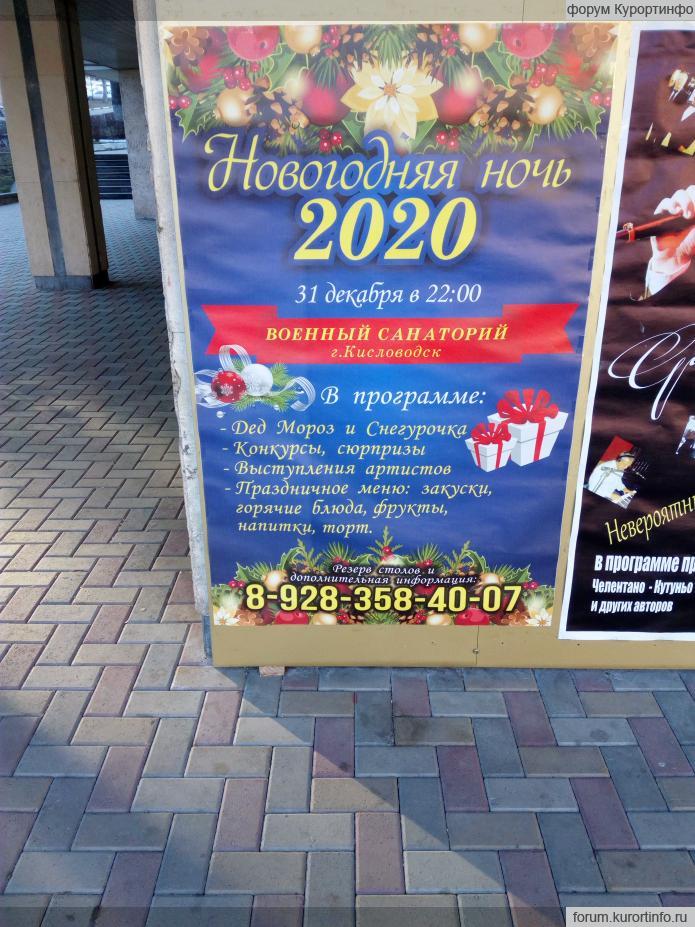 форум Курортинфо
Новогодняя ночь
2020
31 декабря в 22:00
ВОЕННЫЙ САНАТОРИЙ
г.Кисловодск
В программе:
- Дед Мороз и Снегурочка
- Конкурсы, сюрпризы
- Выступления артистов
- Праздничное меню: закуски,
горячие блюда, фрукты,
напитки, торт.
Резерв столов и
дополнительная информация:
8-928-358-40-07
в программе
Челентано - Кутуньо
и других авторов
forum.kurortinfo.ru